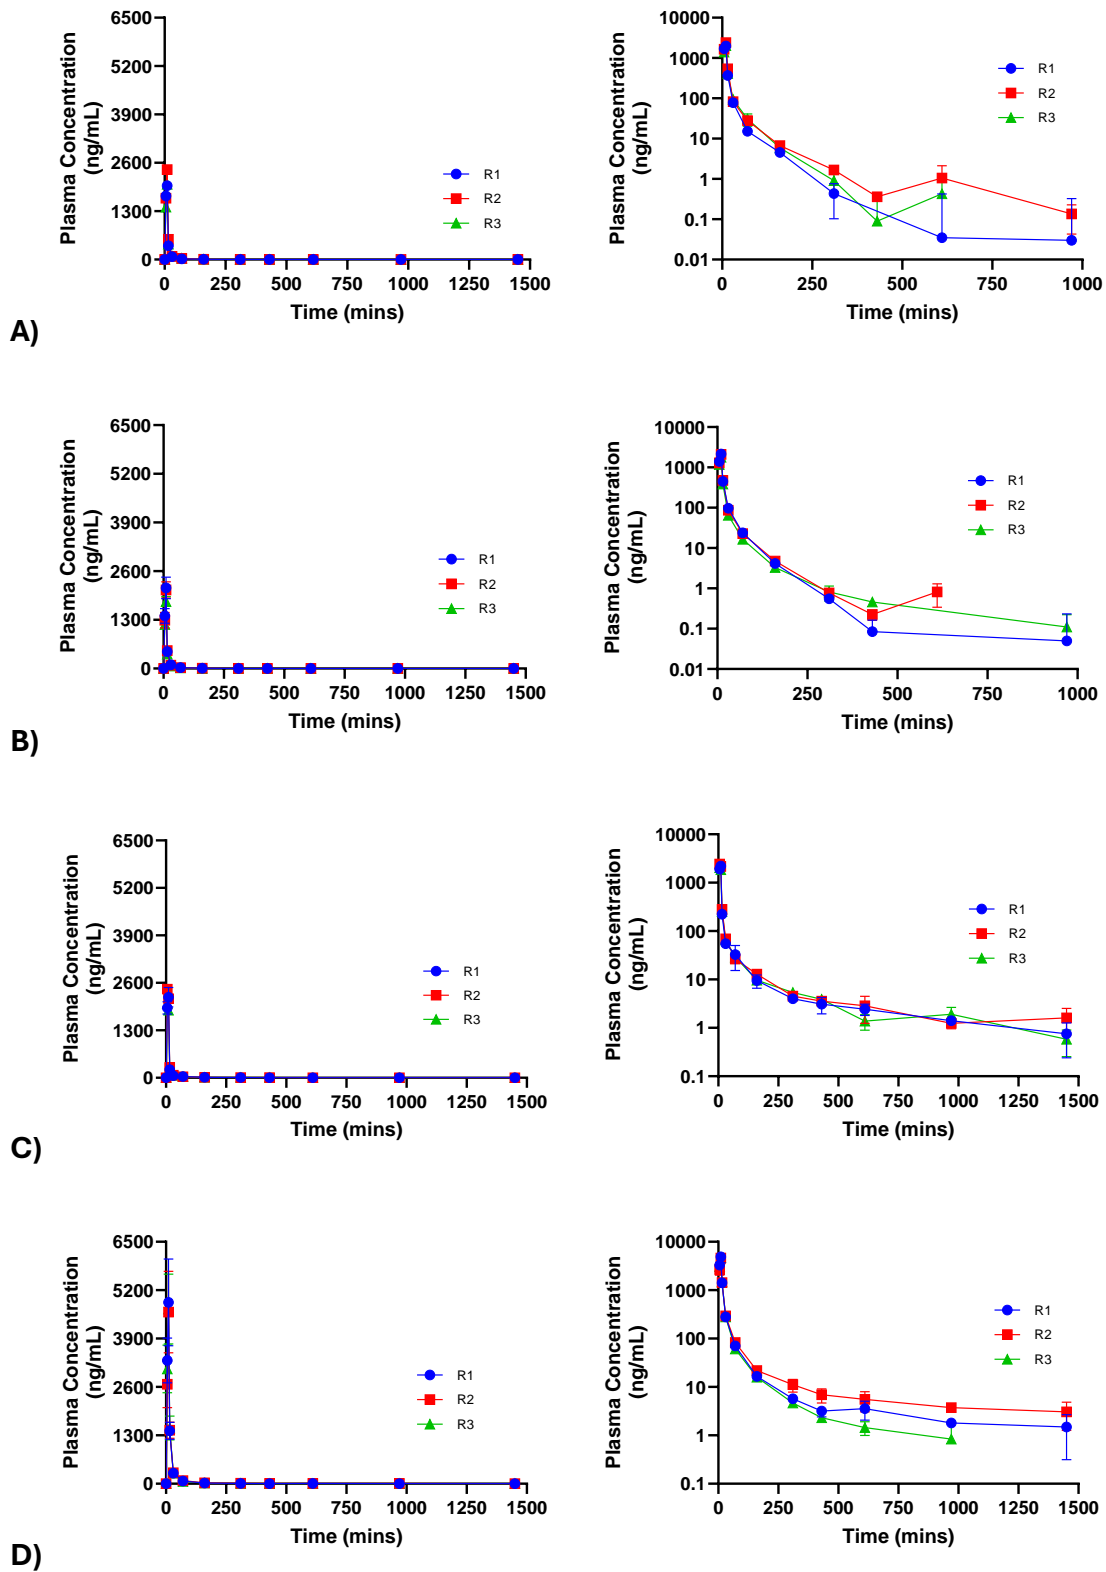 6500
5200
3900
2600
1300
0
Plasma Concentration
(ng/mL)
0 250 500 750 1000 1250 1500
Time (mins)
R1
R2
R3
10000
1000
100
10
1
0.1
0.01
Plasma Concentration
(ng/mL)
0 250 500 750 1000
Time (mins)
R1
R2
R3
A)
6500
5200
3900
2600
1300
0
Plasma Concentration
(ng/mL)
0 250 500 750 1000 1250 1500
Time (mins)
R1
R2
R3
10000
1000
100
10
1
0.1
0.01
Plasma Concentration
(ng/mL)
0 250 500 750 1000
Time (mins)
R1
R2
R3
B)
6500
5200
3900
2600
1300
0
Plasma Concentration
(ng/mL)
0 250 500 750 1000 1250 1500
Time (mins)
R1
R2
R3
10000
1000
100
10
1
0.1
Plasma Concentration
(ng/mL)
0 250 500 750 1000 1250 1500
Time (mins)
R1
R2
R3
C)
6500
5200
3900
2600
1300
0
Plasma Concentration
(ng/mL)
0 250 500 750 1000 1250 1500
Time (mins)
R1
R2
R3
10000
1000
100
10
1
0.1
Plasma Concentration
(ng/mL)
0 250 500 750 1000 1250 1500
Time (mins)
R1
R2
R3
D)